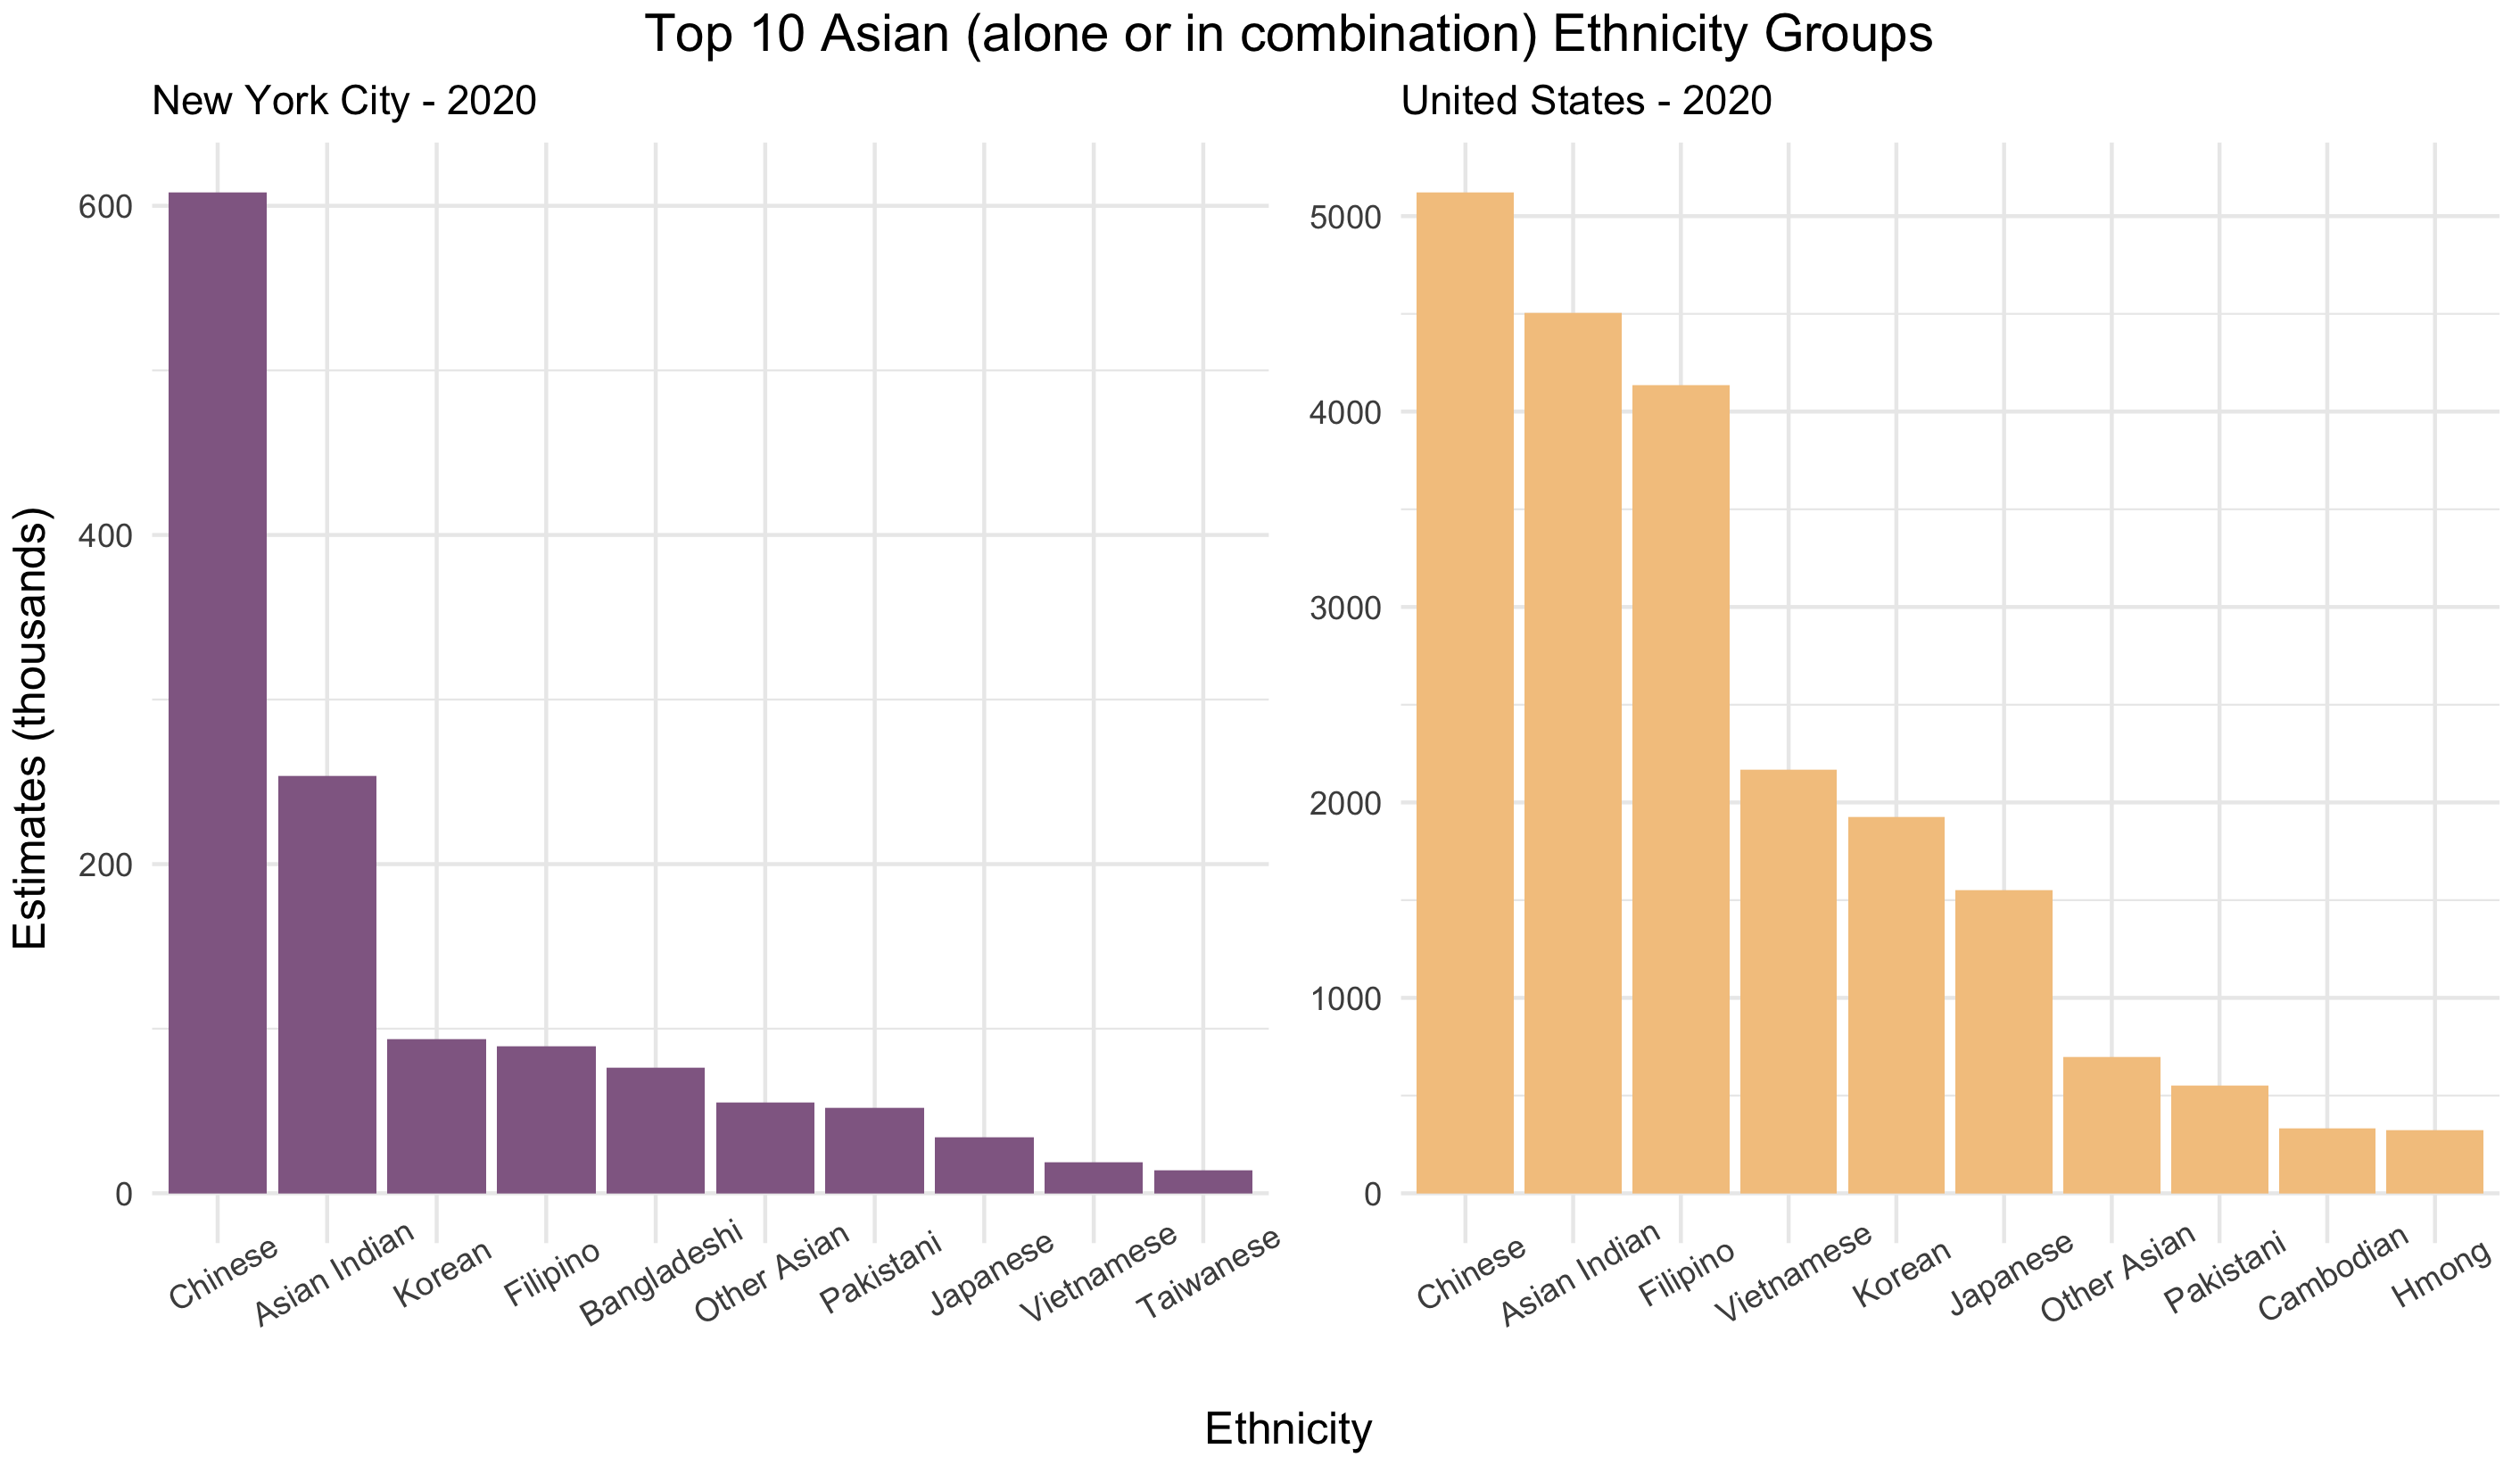 Top 10 Asian (alone or in combination) Ethnicity Groups
New York City - 2020
United States - 2020
Estimates (thousands)
600
400
200
0
Chinese
Asian Indian
Korean
Filipino
Bangladeshi
Other Asian
Pakistani
Japanese
Vietnamese
Taiwanese
5000
4000
3000
2000
1000
0
Chinese
Asian Indian
Filipino
Vietnamese
Korean
Japanese
Other Asian
Pakistani
Cambodian
Hmong
Ethnicity